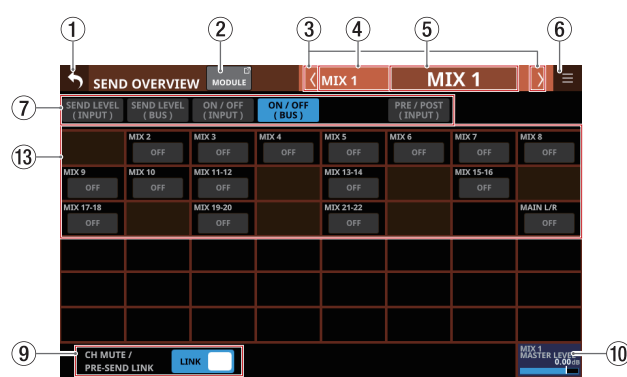 ① ② ③ ④ ⑤ ⑥
SEND OVERVIEW MODULE MIX 1 MIX 1
⑦ SEND LEVEL (INPUT) SEND LEVEL (BUS) ON / OFF (INPUT) ON / OFF (BUS) PRE / POST (INPUT)
⑬
MIX 2 MIX 3 MIX 4 MIX 5 MIX 6 MIX 7 MIX 8
OFF OFF OFF OFF OFF OFF OFF
MIX 9 MIX 10 MIX 11-12 MIX 13-14 MIX 15-16
OFF OFF OFF OFF OFF
MIX 17-18 MIX 19-20 MIX 21-22 MAIN L/R
OFF OFF OFF OFF
⑨ CH MUTE /
PRE-SEND LINK
LINK
MIX 1
MASTER LEVEL
0.00dB
⑩